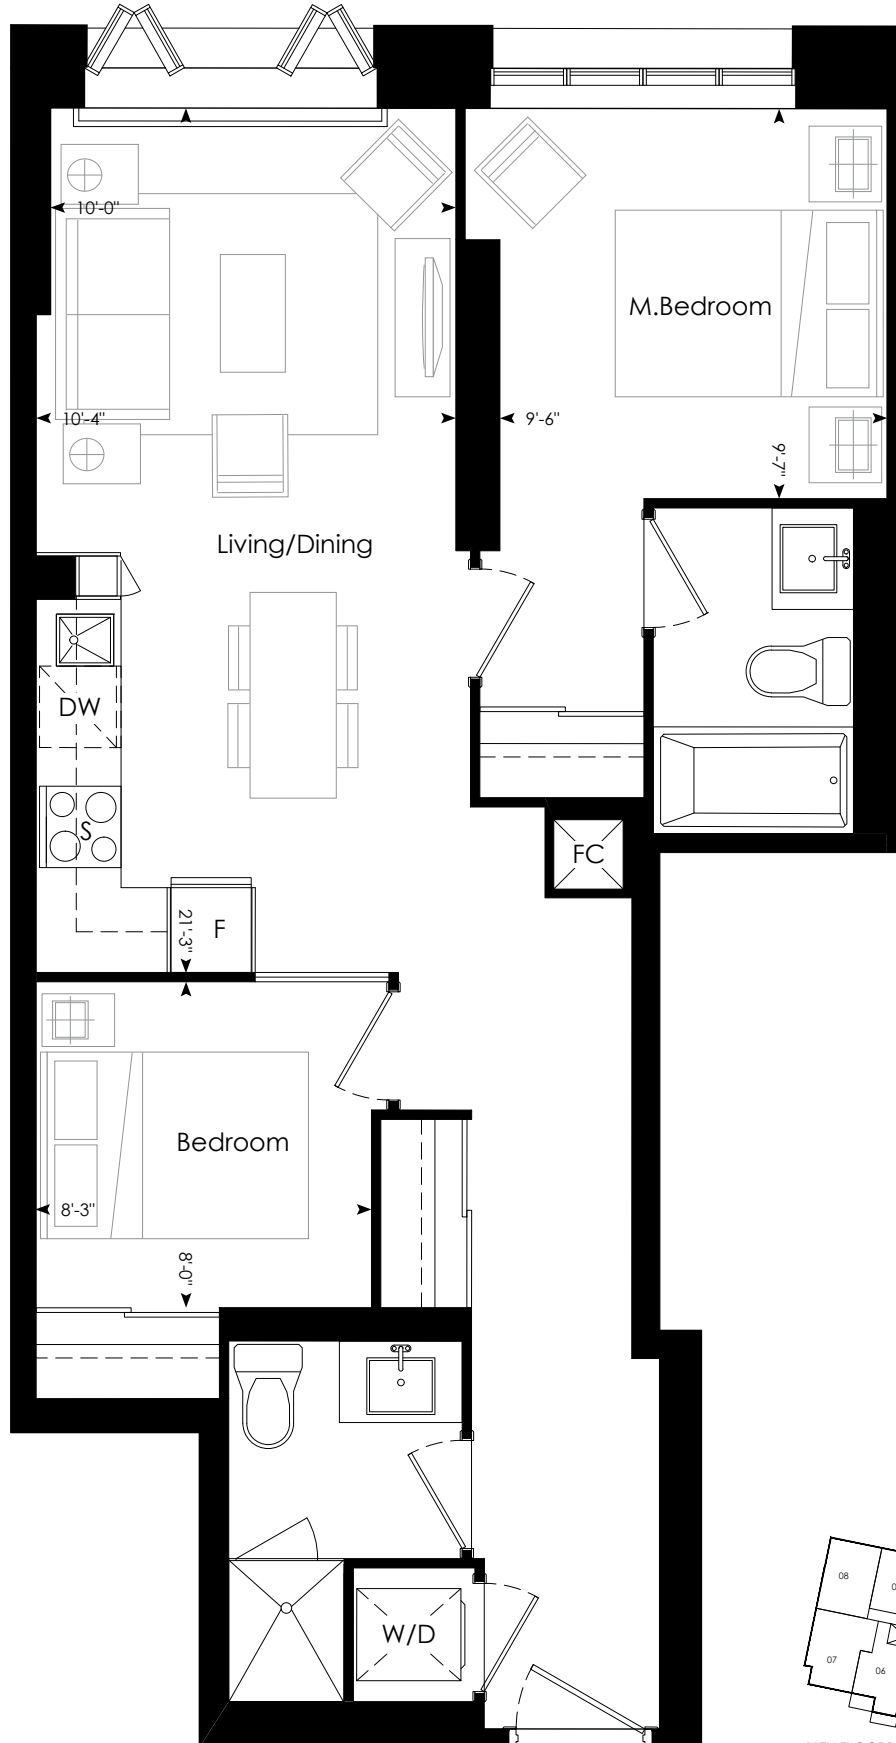 10'-0"
M.Bedroom
10'-4"
9'-6"
9'-7"
Living/Dining
DW
S
FC
F
21'-3"
Bedroom
8'-3"
8'-0"
W/D
08
07
06